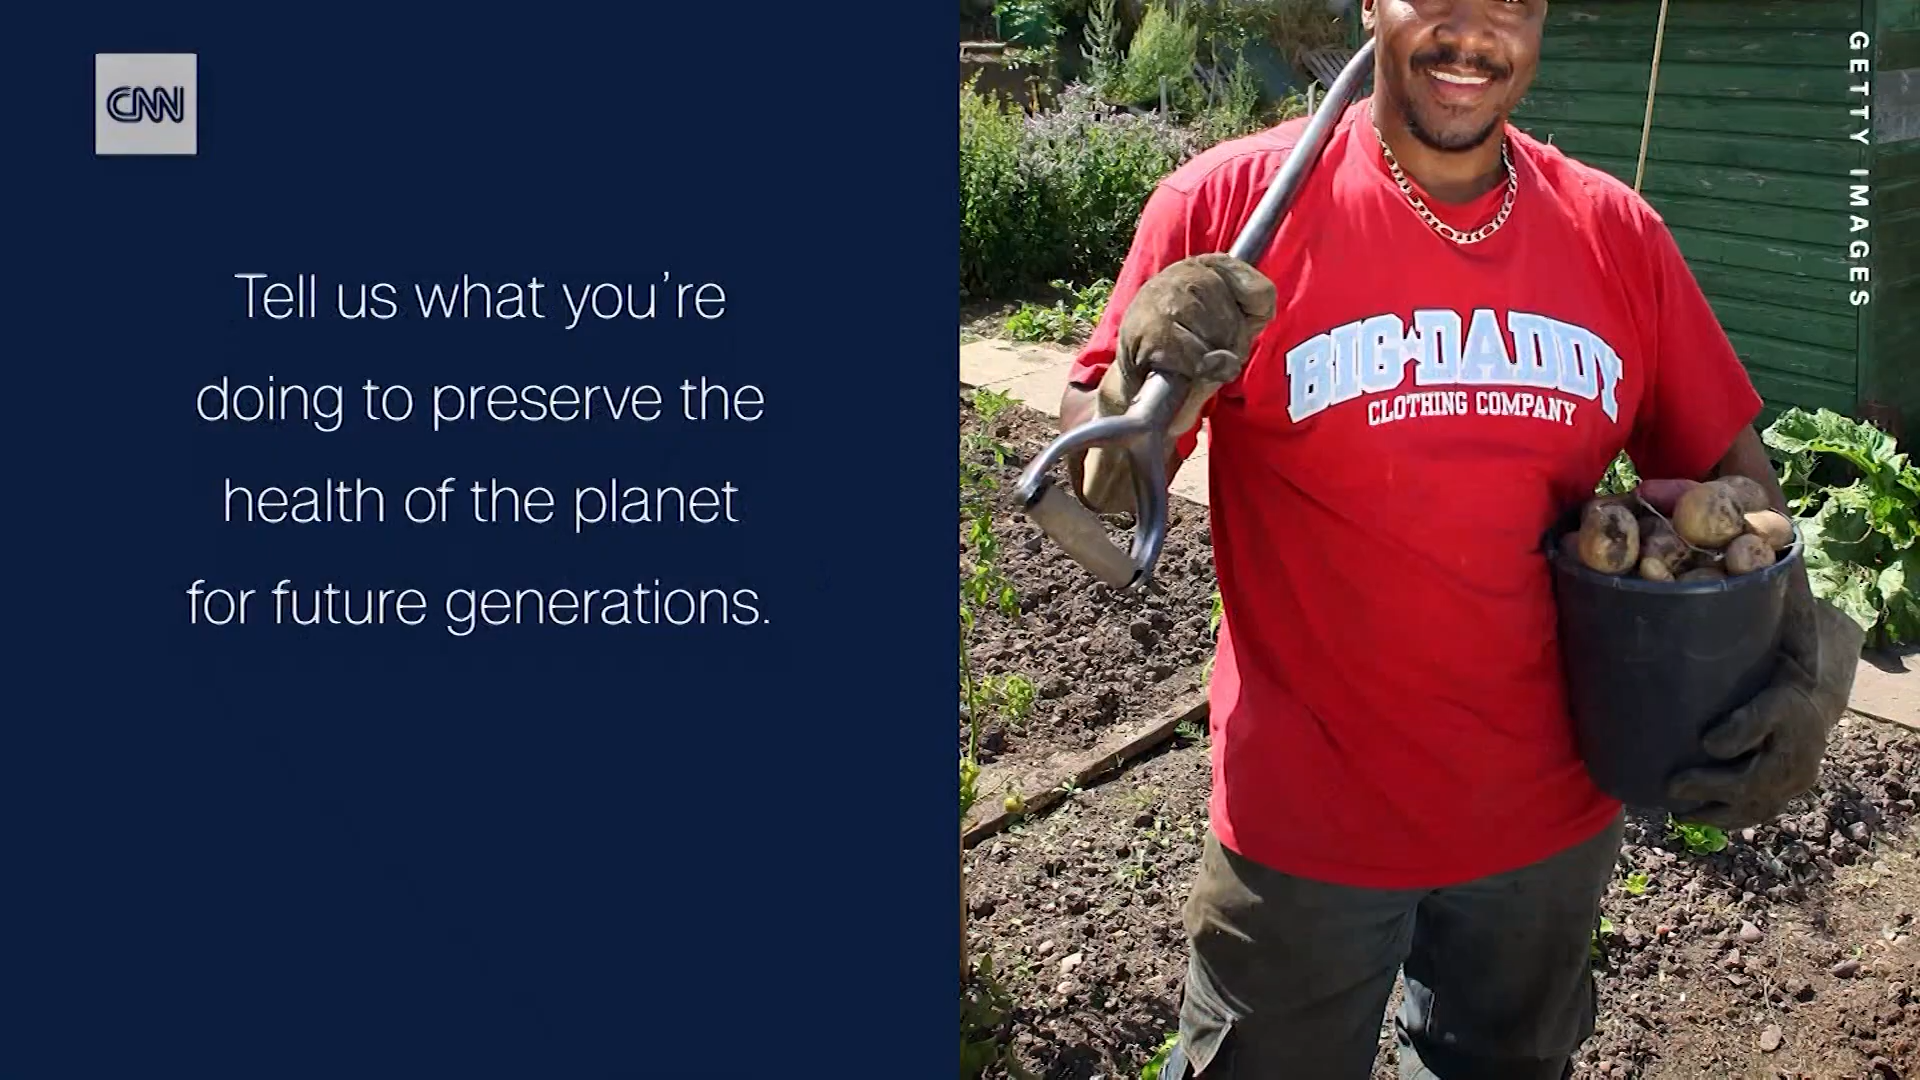 CNN
Tell us what you're
doing to preserve the
health of the planet
for future generations.
GETTY IMAGES
BIG★DADDY
CLOTHING COMPANY